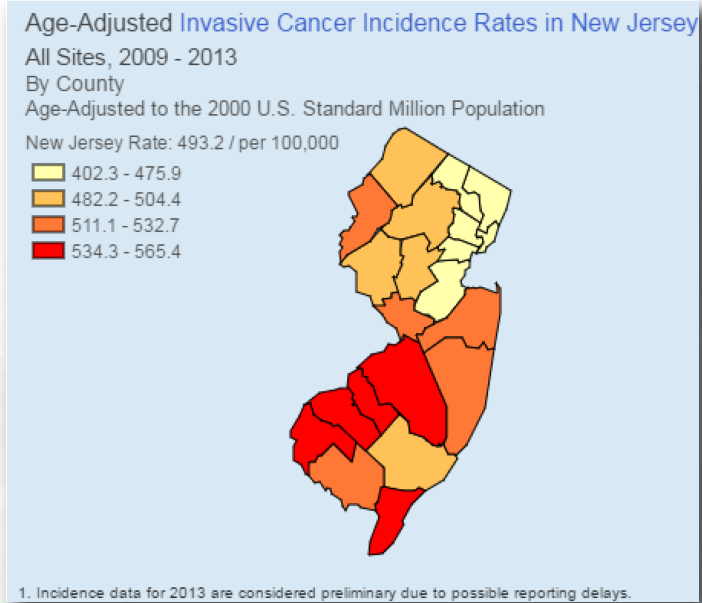 Age-Adjusted Invasive Cancer Incidence Rates in New Jersey
All Sites, 2009 - 2013
By County
Age-Adjusted to the 2000 U.S. Standard Million Population
New Jersey Rate: 493.2 / per 100,000
402.3 - 475.9
482.2 - 504.4
511.1 - 532.7
534.3 - 565.4
1. Incidence data for 2013 are considered preliminary due to possible reporting delays.